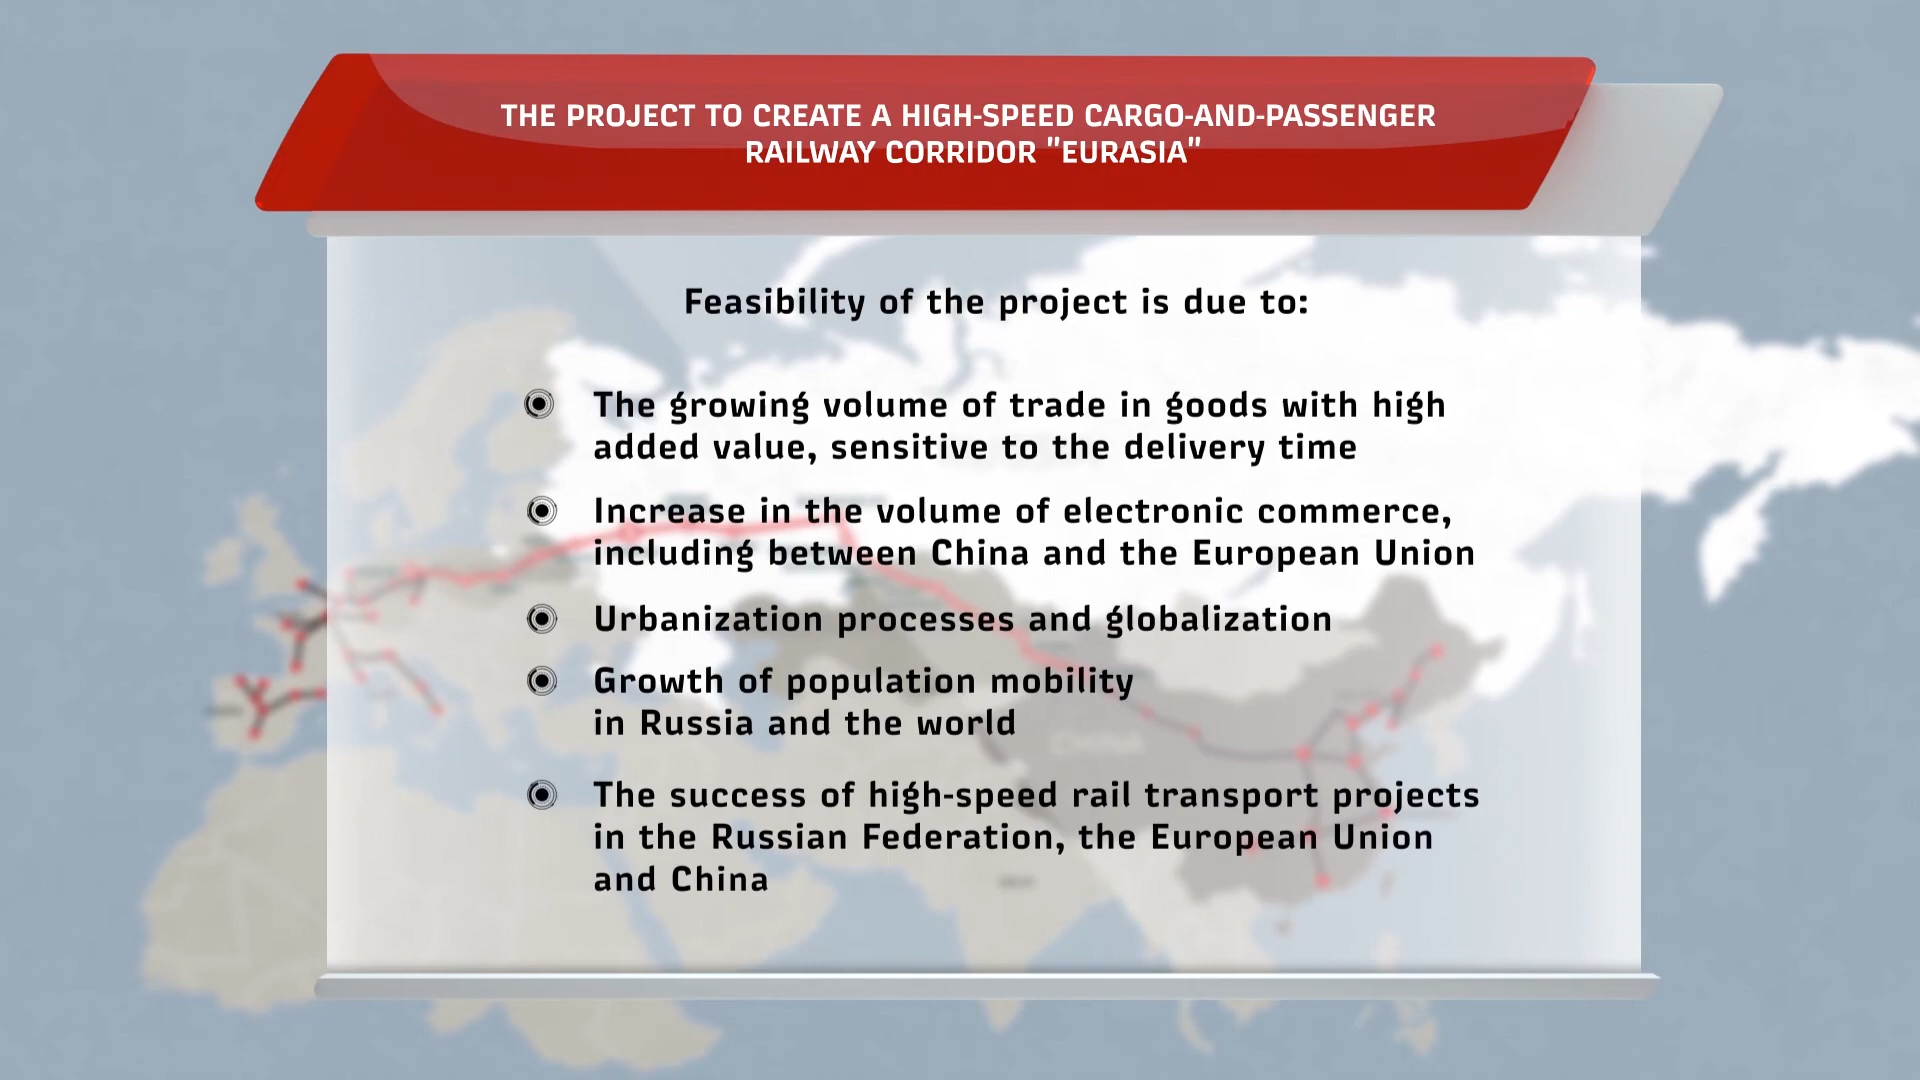 THE PROJECT TO CREATE A HIGH-SPEED CARGO-AND-PASSENGER
RAILWAY CORRIDOR "EURASIA"
Feasibility of the project is due to:
The growing volume of trade in goods with high
added value, sensitive to the delivery time
Increase in the volume of electronic commerce,
including between China and the European Union
Urbanization processes and globalization
Growth of population mobility
in Russia and the world
CHINA
The success of high-speed rail transport projects
in the Russian Federation, the European Union
and China